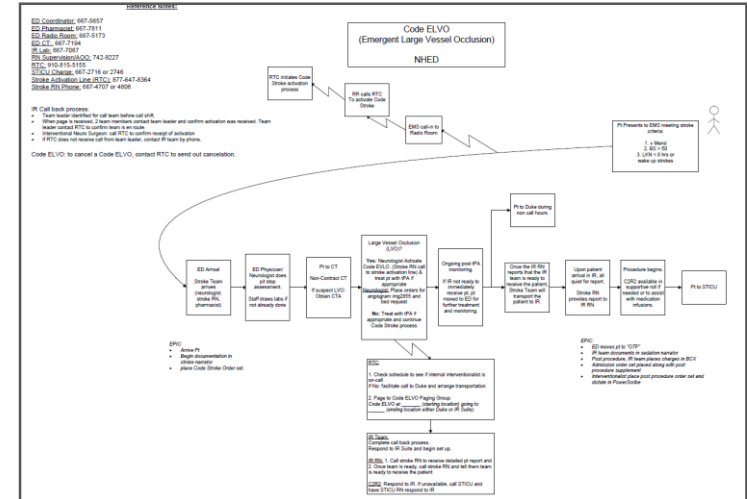 Reference Notes:
ED Coordinator: 667-5657
ED Pharmacist: 667-7811
ED Radio Room: 667-5173
ED CT: 667-7194
IR Lab: 667-7067
RN Supervision/AOD: 742-9227
RTC: 910-815-5155
STICU Charge: 667-2716 or 2746
Stroke Activation Line (RTC): 877-647-8364
Stroke RN Phone: 667-4707 or 4808
IR Call back process:
• Team leader identified for call team before call shift.
• When page is received, 2 team members contact team leader and confirm activation was received. Team
leader contact RTC to confirm team is en route.
• Interventional Neuro Surgeon: call RTC to confirm receipt of activation
• If RTC does not receive call from team leader, contact IR team by phone.
Code ELVO: to cancel a Code ELVO, contact RTC to send out cancelation.
Code ELVO
(Emergent Large Vessel Occlusion)
NHED
RTC initiates Code
Stroke activation
process
RR calls RTC
To activate Code
Stroke
EMS call-in to
Radio Room
Pt Presents to EMS meeting stroke
criteria
1. + Mend
2. BS > 50
3. LKN < 8 hrs or
wake up strokes
Pt to Duke during
non call hours.
ED Arrival
Stroke Team
arrives
(neurologist,
stroke RN,
pharmacist)
ED Physician/
Neurologist does
pit stop
assessment.
Staff draws labs if
not already done
Pt to CT
Non-Contract CT
If suspect LVO:
Obtain CTA
Large Vessel Occlusion
(LVO)?
Yes: Neurologist Activate
Code EVLO. (Stroke RN call
to stroke activation line) &
treat pt with tPA if
appropriate
Neurologist: Place orders for
angiogram img2855 and
bed request
No: Treat with tPA if
appropriate and continue
Code Stroke process
Ongoing post tPA
monitoring.
If IR not ready to
immediately
receive pt, pt
moved to ED for
further treatment
and monitoring.
Once the IR RN
reports that the IR
team is ready to
receive the patient,
Stroke Team will
transport the
patient to IR.
Upon patient
arrival in IR, all
quiet for report.
Stroke RN
provides report to
IR RN.
Procedure begins.
C2R2 available in
supportive roll if
needed or to assist
with medication
infusions.
Pt to STICU
EPIC:
• Arrive Pt
• Begin documentation in
stroke narrator
• place Code Stroke Order set.
EPIC:
• ED moves pt to "OTF"
• IR team documents in sedation narrator
• Post procedure, IR team places charges in BCX
• Admission order set placed along with post
procedure supplement
• Interventionalist place post procedure order set and
dictate in PowerScribe
RTC:
1. Check schedule to see if internal interventionalist is
on-call
If No: facilitate call to Duke and arrange transportation
2. Page to Code ELVO Paging Group:
Code ELVO at ______ (starting location) going to
______ (ending location either Duke or IR Suite).
IR Team:
Complete call back process.
Respond to IR Suite and begin set up.
IR RN: 1. Call stroke RN to receive detailed pt report and
2. Once team is ready, call stroke RN and tell them team
is ready to receive the patient
C2R2: Respond to IR. If unavailable, call STICU and
have STICU RN respond to IR